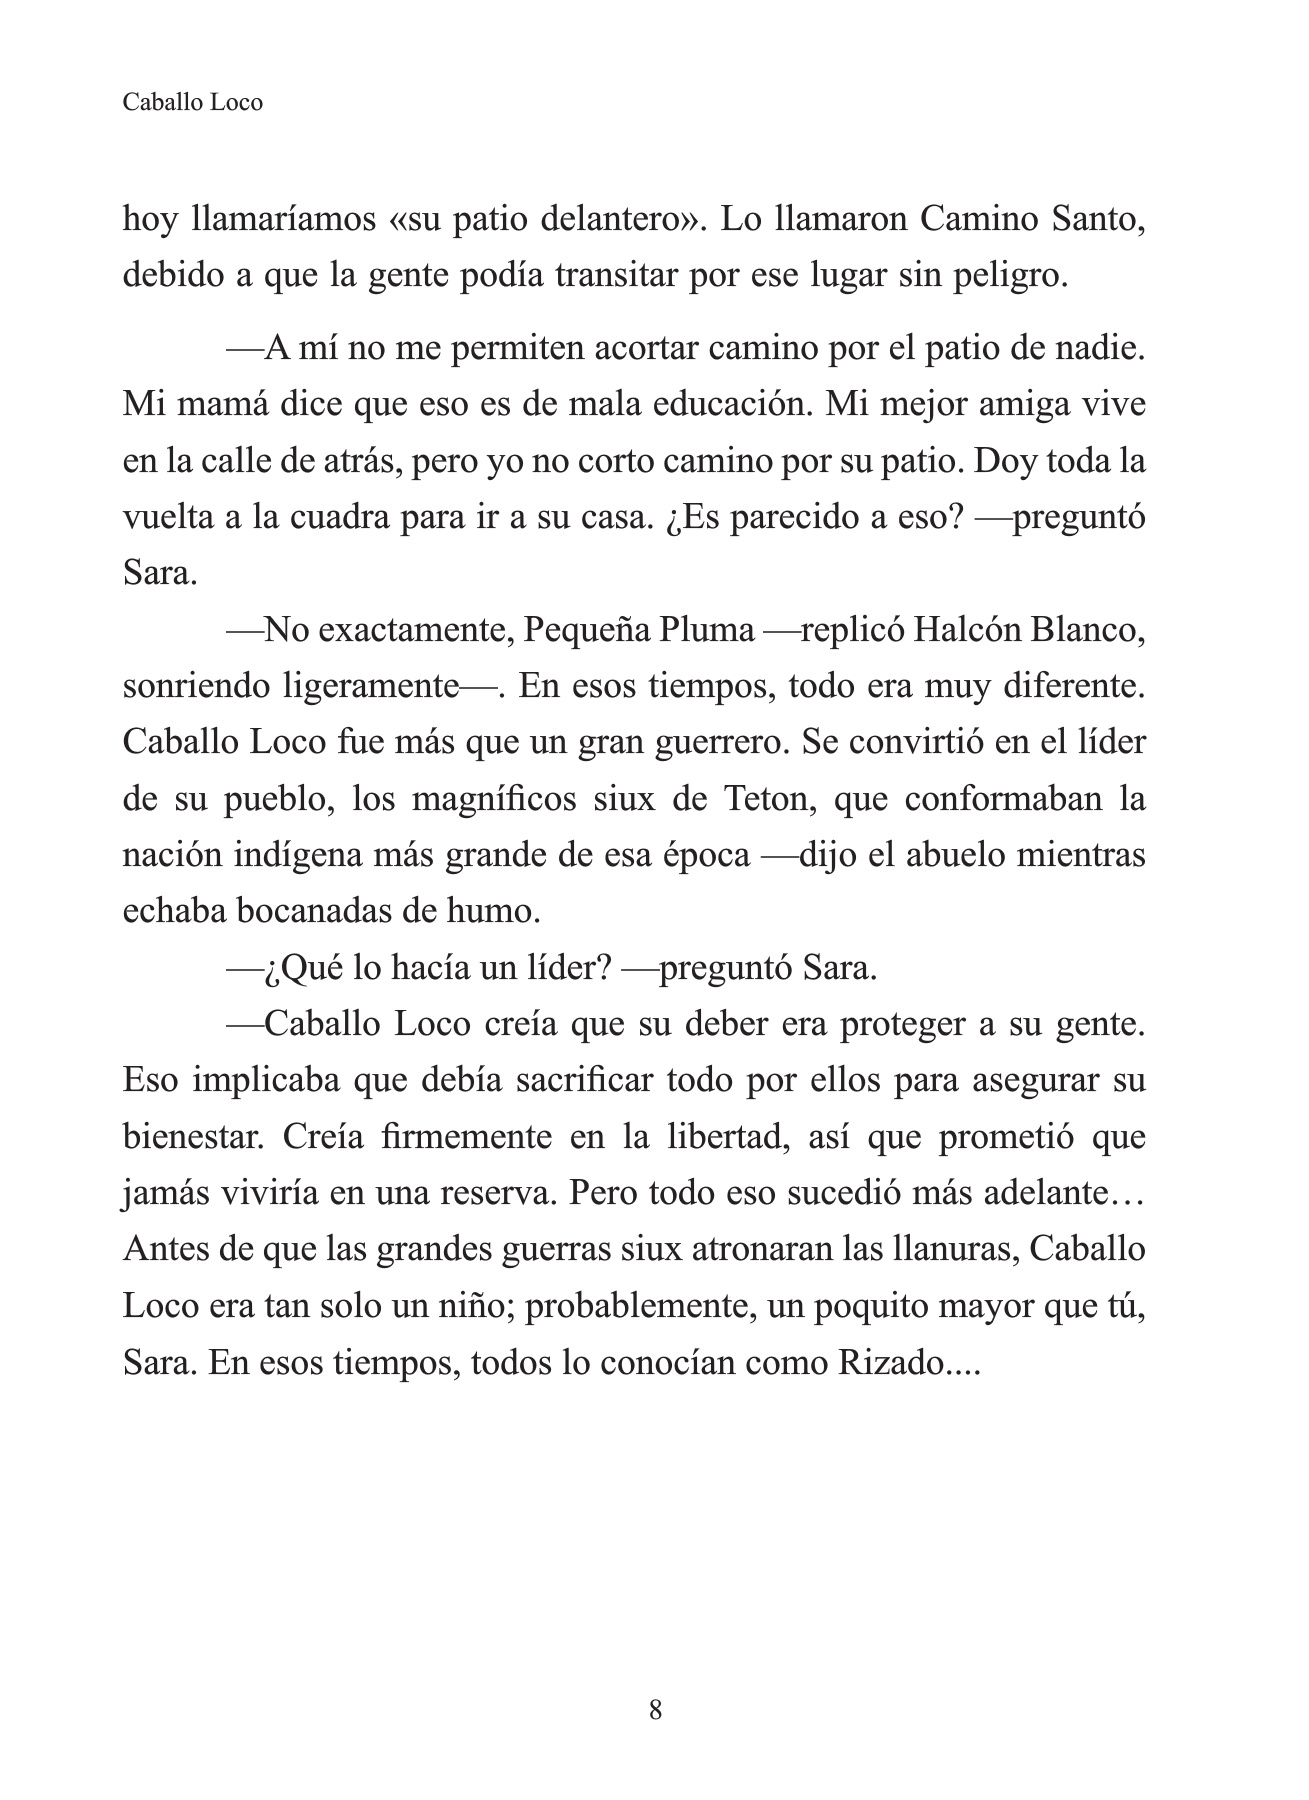 Caballo Loco
hoy llamaríamos «su patio delantero». Lo llamaron Camino Santo,
debido a que la gente podía transitar por ese lugar sin peligro.
—A mí no me permiten acortar camino por el patio de nadie.
Mi mamá dice que eso es de mala educación. Mi mejor amiga vive
en la calle de atrás, pero yo no corto camino por su patio. Doy toda la
vuelta a la cuadra para ir a su casa. ¿Es parecido a eso? —preguntó
Sara.
—No exactamente, Pequeña Pluma —replicó Halcón Blanco,
sonriendo ligeramente—. En esos tiempos, todo era muy diferente.
Caballo Loco fue más que un gran guerrero. Se convirtió en el líder
de su pueblo, los magníficos siux de Teton, que conformaban la
nación indígena más grande de esa época —dijo el abuelo mientras
echaba bocanadas de humo.
—¿Qué lo hacía un líder? —preguntó Sara.
—Caballo Loco creía que su deber era proteger a su gente.
Eso implicaba que debía sacrificar todo por ellos para asegurar su
bienestar. Creía firmemente en la libertad, así que prometió que
jamás viviría en una reserva. Pero todo eso sucedió más adelante…
Antes de que las grandes guerras siux atronaran las llanuras, Caballo
Loco era tan solo un niño; probablemente, un poquito mayor que tú,
Sara. En esos tiempos, todos lo conocían como Rizado....
8